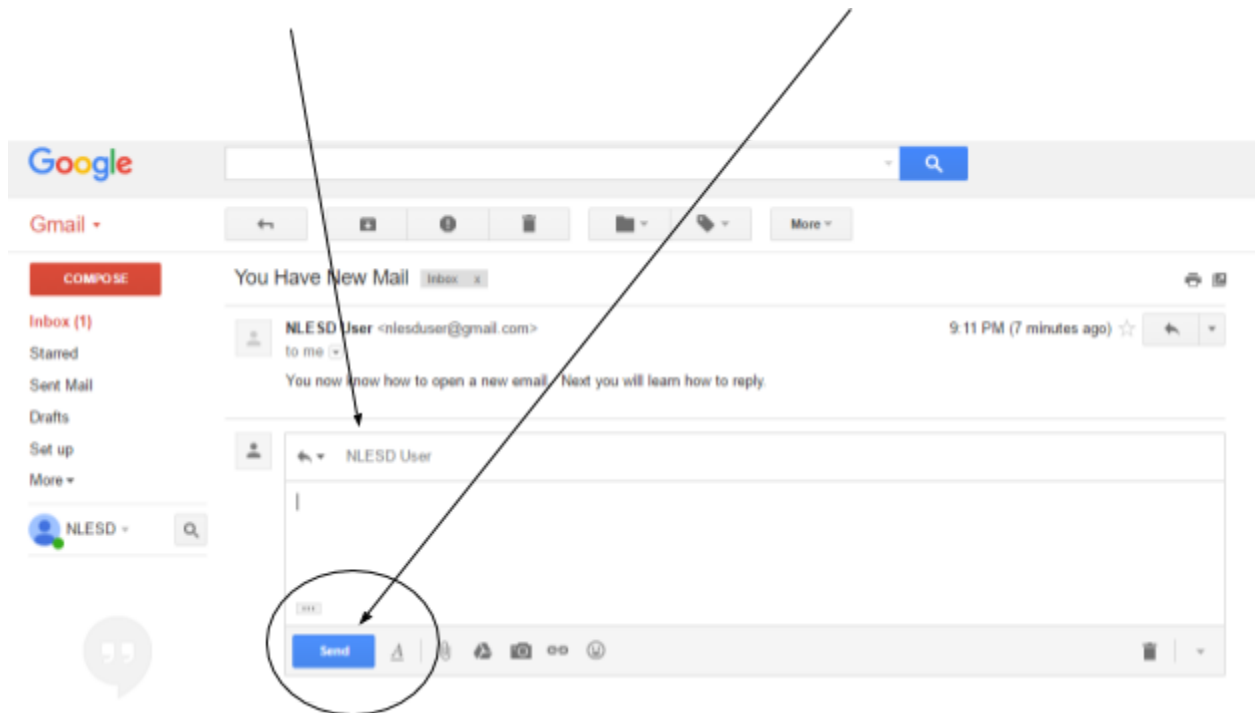 Google
Gmail
More
COMPOSE
You Have New Mail Inbox x
Inbox (1)
Starred
Sent Mail
Drafts
Set up
More
NLESD
NLESD User <nlesduser@gmail.com> 9:11 PM (7 minutes ago)
to me
You now know how to open a new email. Next you will learn how to reply.
NLESD User
Send A